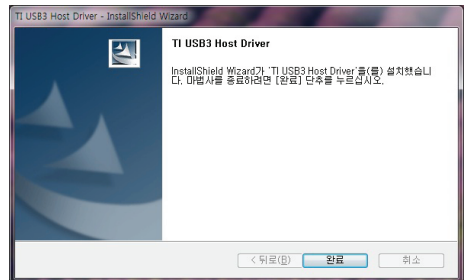 TI USB3 Host Driver - InstallShield Wizard
TI USB3 Host Driver
InstallShield Wizard가 'TI USB3 Host Driver'을(를) 설치했습니
다. 마법사를 종료하려면 [완료] 단추를 누르십시오.
< 뒤로(B) 완료 취소